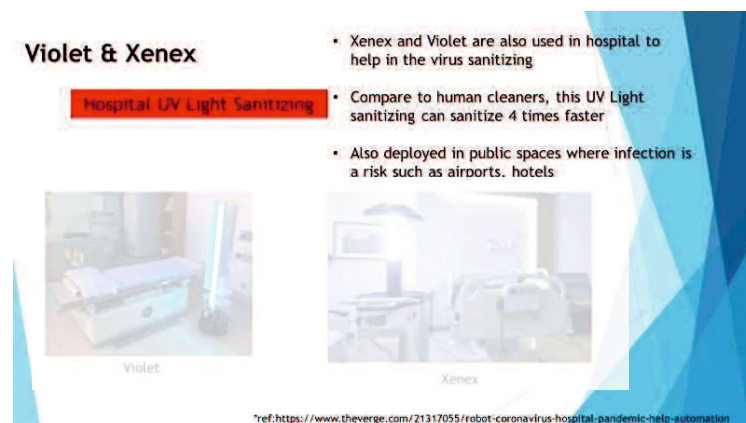 Violet & Xenex
Hospital UV Light Sanitizing
• Xenex and Violet are also used in hospital to
help in the virus sanitizing
• Compare to human cleaners, this UV Light
sanitizing can sanitize 4 times faster
• Also deployed in public spaces where infection is
a risk such as airports, hotels
Violet
Xenex
*ref:https://www.theverge.com/21317055/robot-coronavirus-hospital-pandemic-help-automation